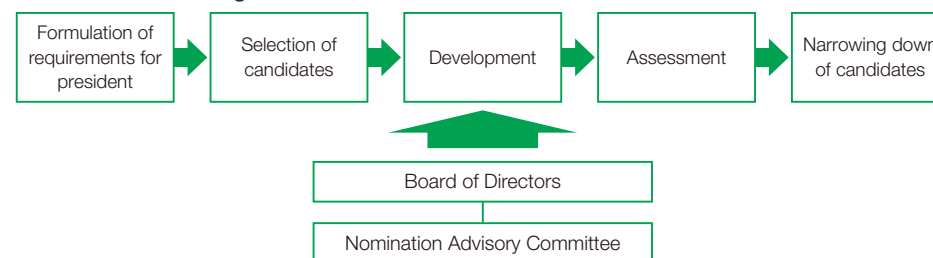 Formulation of
requirements for
president
Selection of
candidates
Development
Assessment
Narrowing down
of candidates
Board of Directors
Nomination Advisory Committee